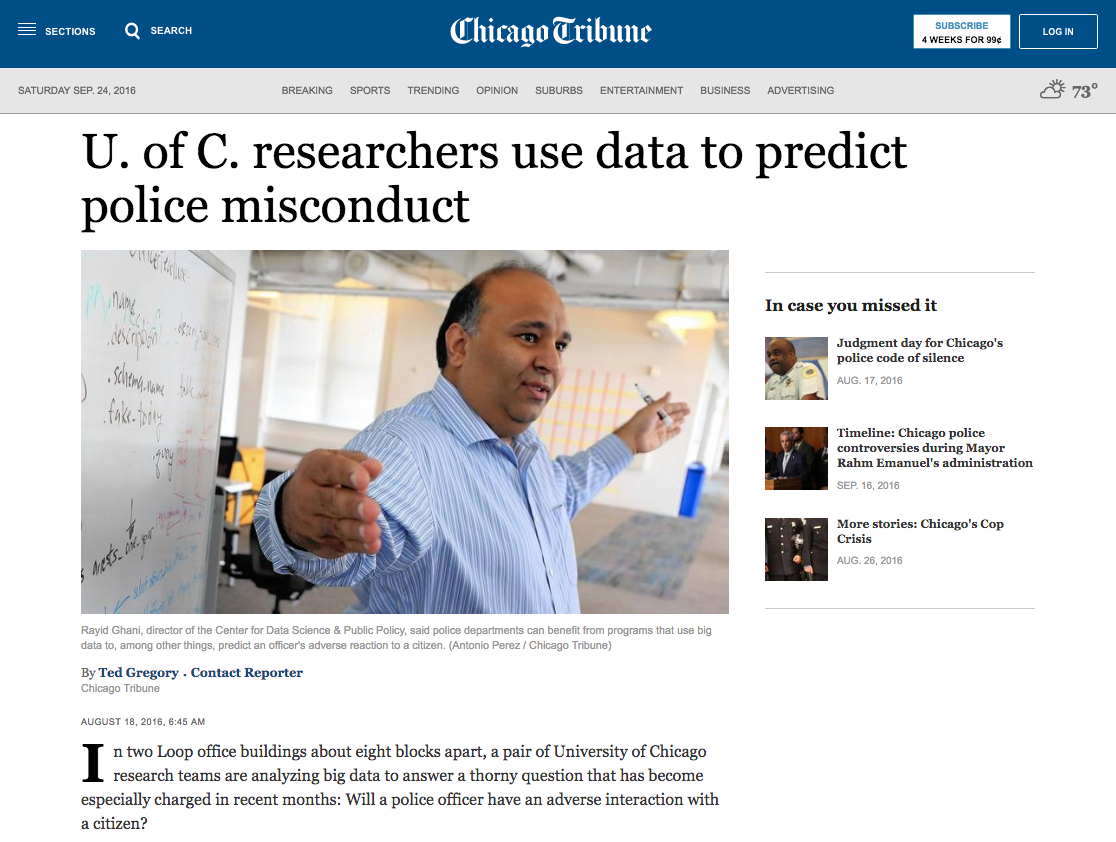 SECTIONS
SEARCH
Chicago Tribune
SUBSCRIBE
4 WEEKS FOR 99¢
LOG IN
SATURDAY SEP. 24, 2016
BREAKING SPORTS TRENDING OPINION SUBURBS ENTERTAINMENT BUSINESS ADVERTISING
73°
U. of C. researchers use data to predict
police misconduct
name
.description
.schema_name
fake_today
In case you missed it
Judgment day for Chicago's
police code of silence
AUG. 17, 2016
Timeline: Chicago police
controversies during Mayor
Rahm Emanuel's administration
SEP. 16, 2016
More stories: Chicago's Cop
Crisis
AUG. 26, 2016
Rayid Ghani, director of the Center for Data Science & Public Policy, said police departments can benefit from programs that use big
data to, among other things, predict an officer's adverse reaction to a citizen. (Antonio Perez / Chicago Tribune)
By Ted Gregory . Contact Reporter
Chicago Tribune
AUGUST 18, 2016, 6:45 AM
In two Loop office buildings about eight blocks apart, a pair of University of Chicago
research teams are analyzing big data to answer a thorny question that has become
especially charged in recent months: Will a police officer have an adverse interaction with
a citizen?